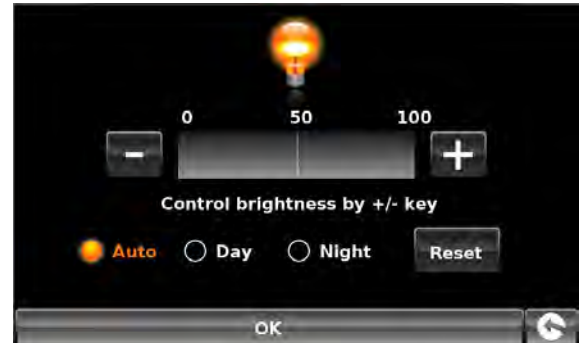 0 50 100
- +
Control brightness by +/- key
Auto Day Night Reset
OK